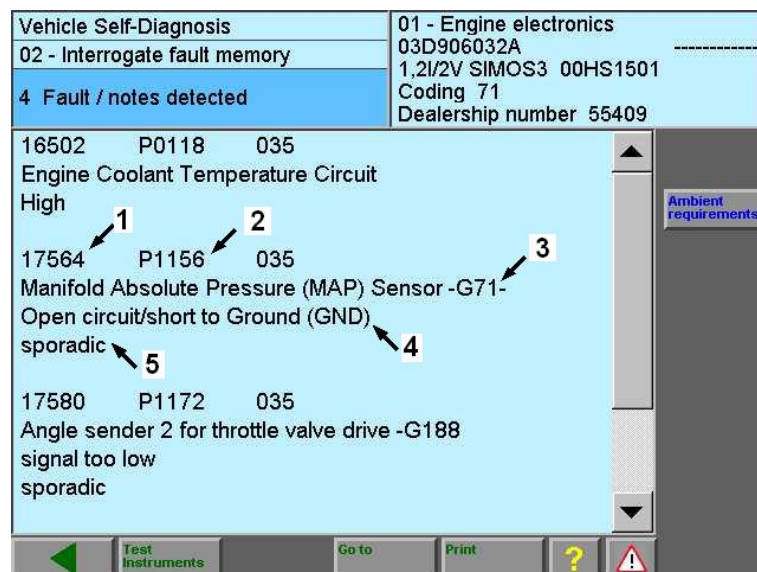 Vehicle Self-Diagnosis
02 - Interrogate fault memory
4 Fault / notes detected
01 - Engine electronics
03D906032A ------------
1,2l/2V SIMOS3 00HS1501
Coding 71
Dealership number 55409
16502 P0118 035
Engine Coolant Temperature Circuit
High
1 2
17564 P1156 035
3
Manifold Absolute Pressure (MAP) Sensor -G71-
Open circuit/short to Ground (GND)
4
sporadic
5
17580 P1172 035
Angle sender 2 for throttle valve drive -G188
signal too low
sporadic
Ambient
requirements
Test
Instruments
Go to
Print
?
!